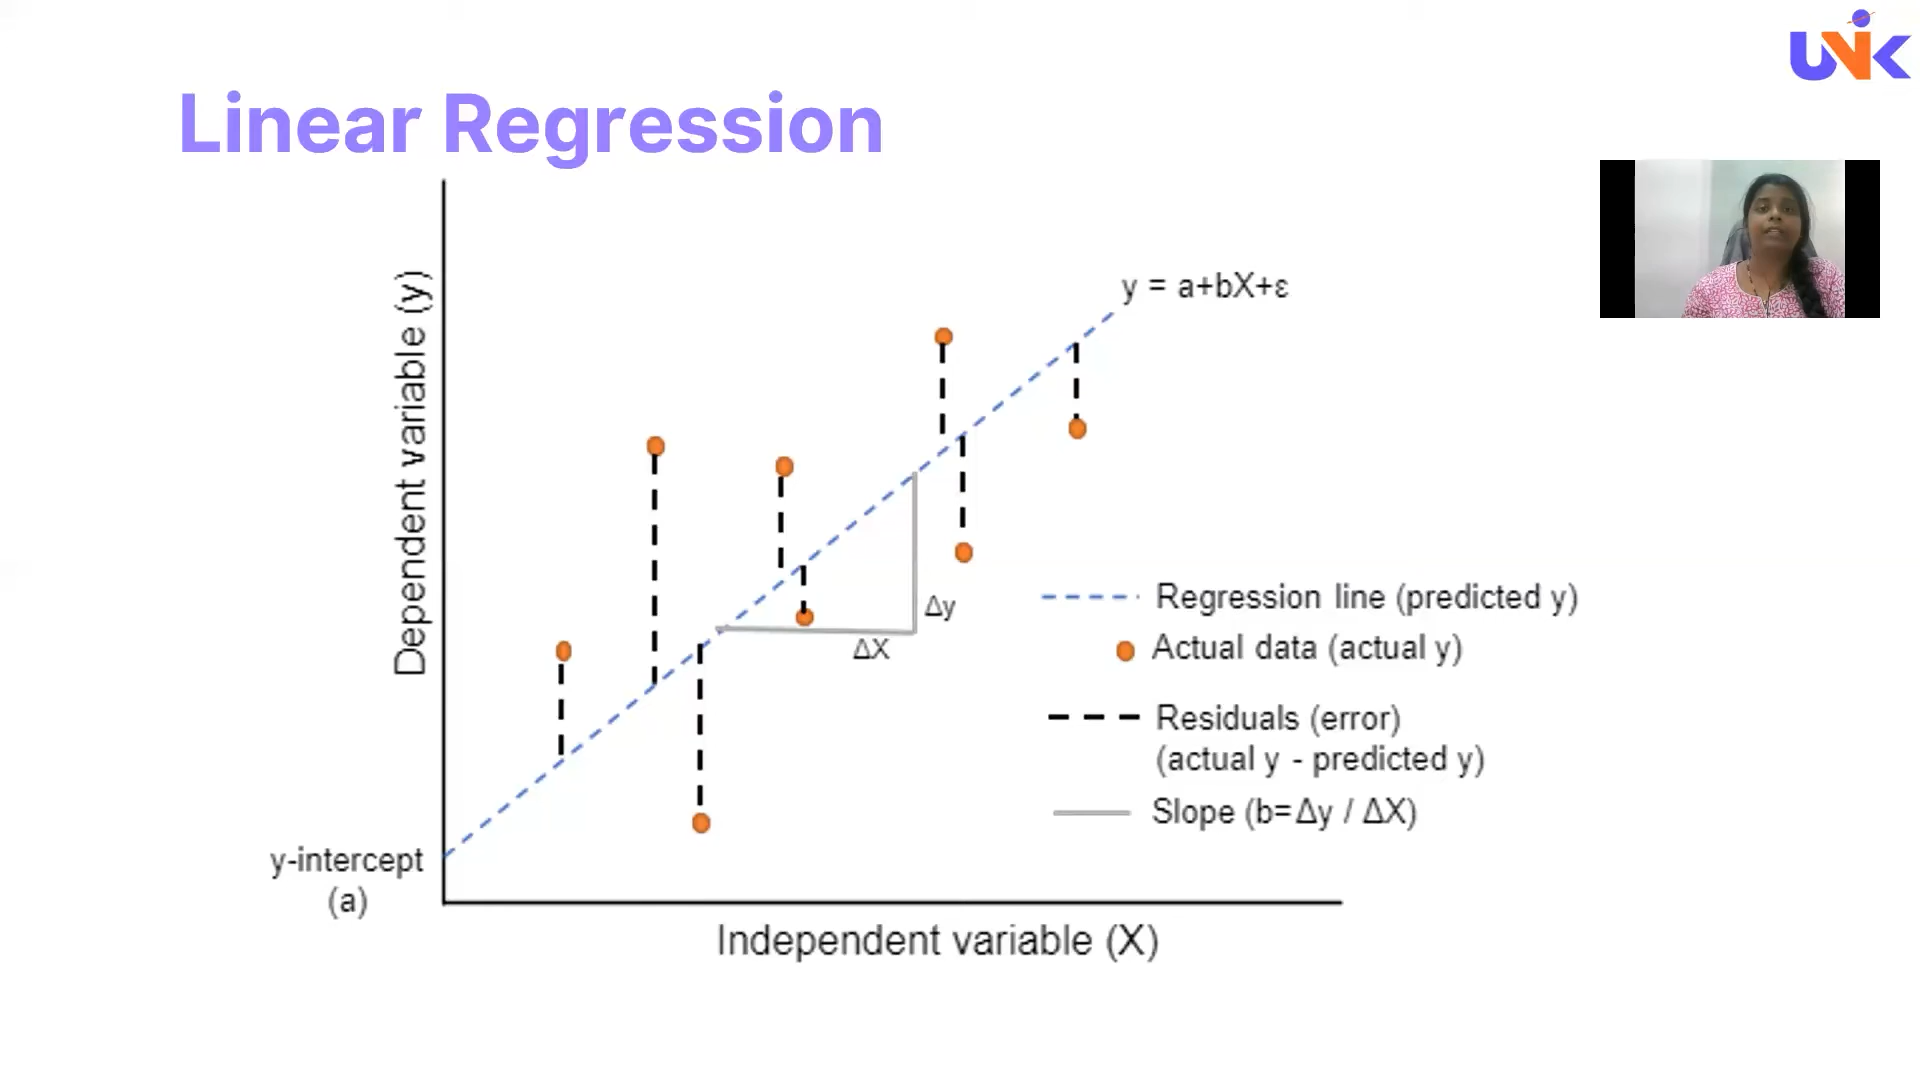 UNIK
Linear Regression
y = a+bX+ε
Dependent variable (y)
Δy
ΔX
Regression line (predicted y)
Actual data (actual y)
Residuals (error)
(actual y - predicted y)
Slope (b=Δy / ΔX)
y-intercept
(a)
Independent variable (X)